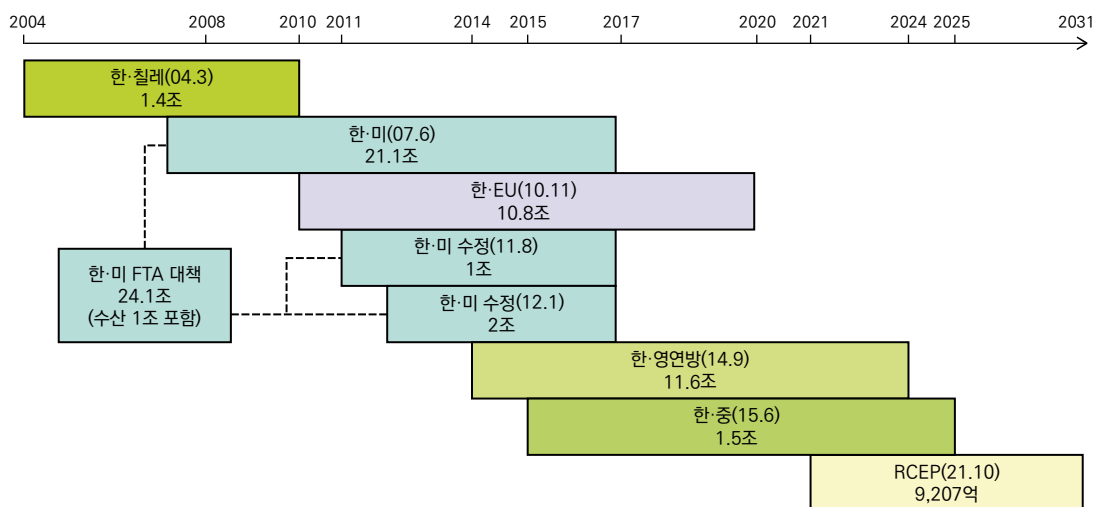 2004 2008 2010 2011 2014 2015 2017 2020 2021 2024 2025 2031
한·칠레(04.3)
1.4조
한·미(07.6)
21.1조
한·EU(10.11)
10.8조
한·미 수정(11.8)
1조
한·미 FTA 대책
24.1조
(수산 1조 포함)
한·미 수정(12.1)
2조
한·영연방(14.9)
11.6조
한·중(15.6)
1.5조
RCEP(21.10)
9,207억